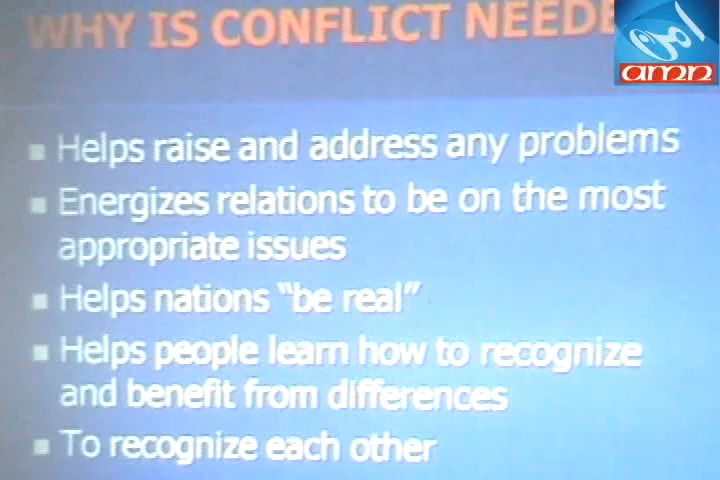 WHY IS CONFLICT NEEDE
amn
Helps raise and address any problems
Energizes relations to be on the most
appropriate issues
Helps nations “be real”
Helps people learn how to recognize
and benefit from differences
To recognize each other